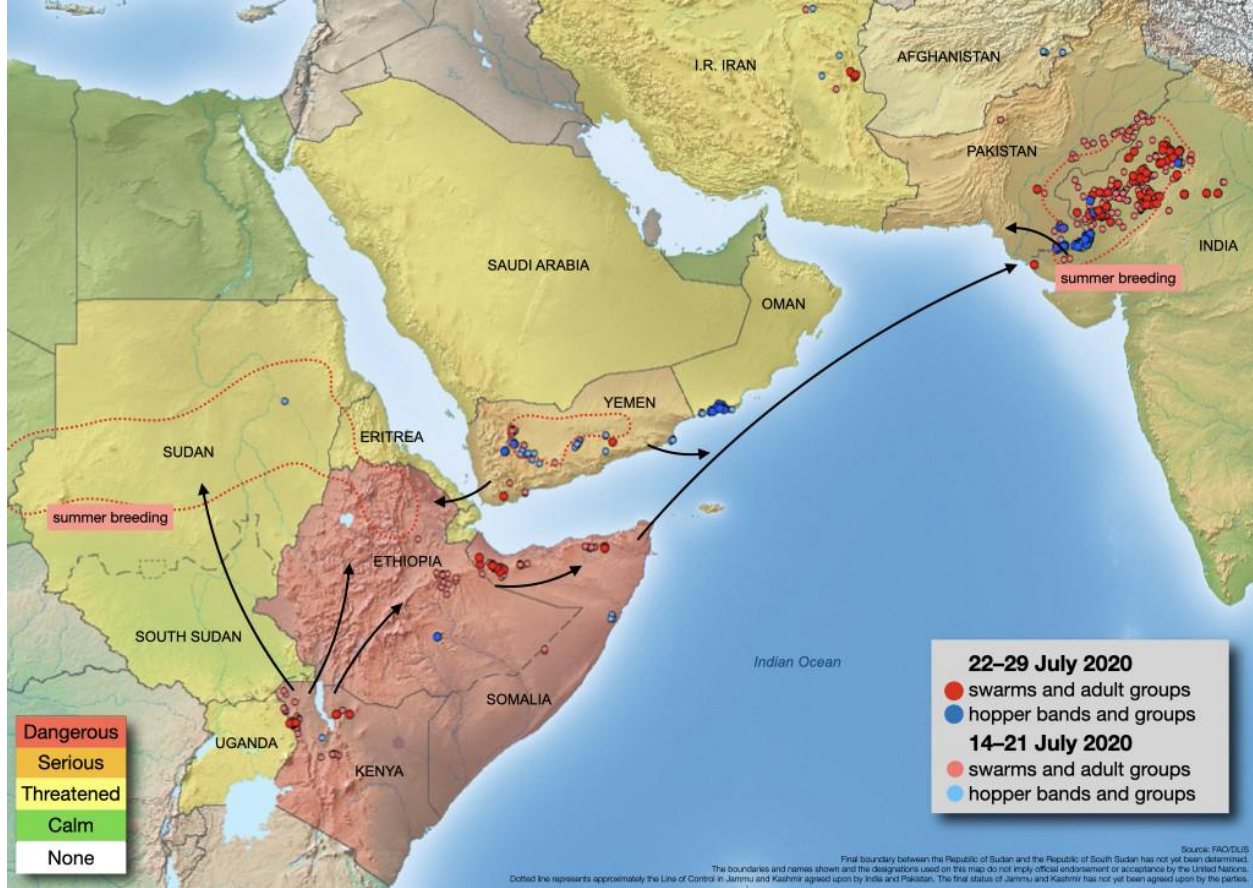 I.R. IRAN
AFGHANISTAN
PAKISTAN
INDIA
SAUDI ARABIA
summer breeding
OMAN
YEMEN
ERITREA
SUDAN
summer breeding
ETHIOPIA
SOUTH SUDAN
Indian Ocean
SOMALIA
UGANDA
KENYA
Dangerous
Serious
Threatened
Calm
None
22–29 July 2020
swarms and adult groups
hopper bands and groups
14–21 July 2020
swarms and adult groups
hopper bands and groups
Source: FAO/DLIS
Final boundary between the Republic of Sudan and the Republic of South Sudan has not yet been determined.
The boundaries and names shown and the designations used on this map do not imply official endorsement or acceptance by the United Nations.
Dotted line represents approximately the Line of Control in Jammu and Kashmir agreed upon by India and Pakistan. The final status of Jammu and Kashmir has not yet been agreed upon by the parties.